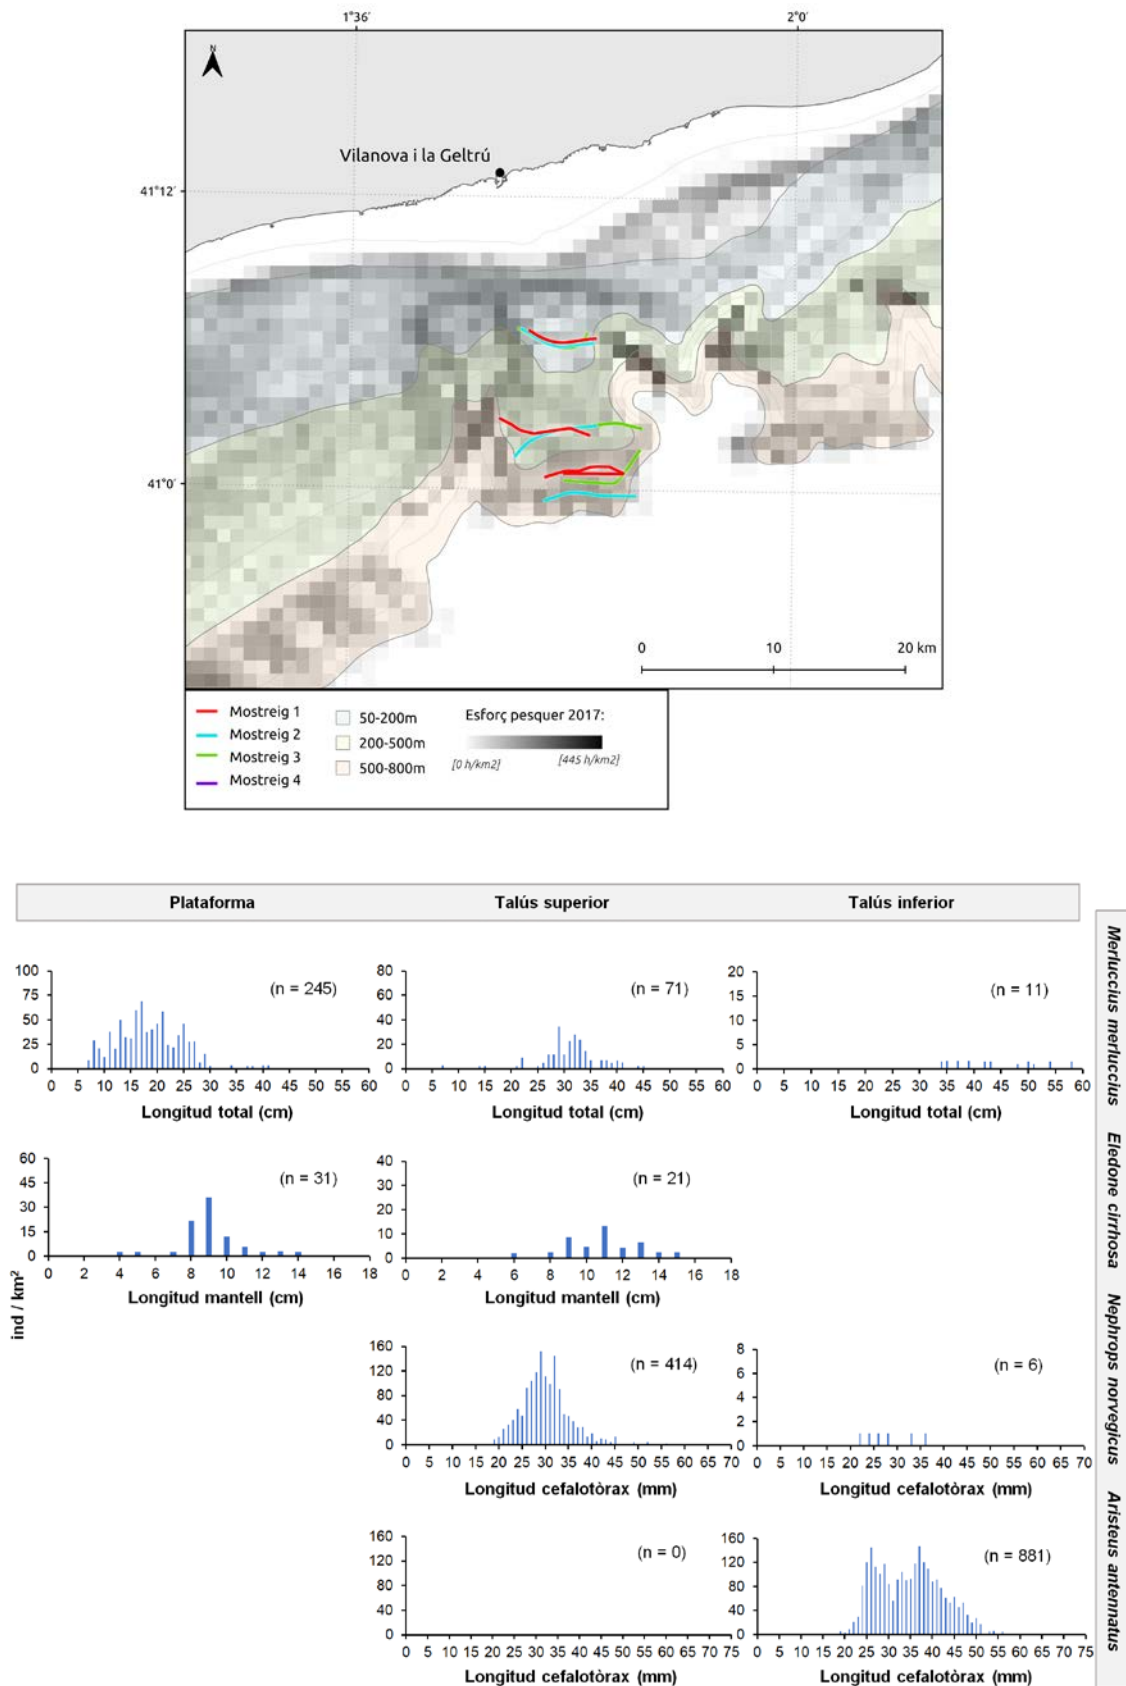 1°36'
2°0'
N
Vilanova i la Geltrú
41°12'
41°0'
0 10 20 km
Mostreig 1
Mostreig 2
Mostreig 3
Mostreig 4
50-200m
200-500m
500-800m
Esforç pesquer 2017:
[0 h/km2] [445 h/km2]
Plataforma
Talús superior
Talús inferior
Merluccius merluccius
100
75
50
25
0
(n = 245)
0 5 10 15 20 25 30 35 40 45 50 55 60
Longitud total (cm)
80
60
40
20
0
(n = 71)
0 5 10 15 20 25 30 35 40 45 50 55 60
Longitud total (cm)
20
15
10
5
0
(n = 11)
0 5 10 15 20 25 30 35 40 45 50 55 60
Longitud total (cm)
Eledone cirrhosa
ind / km²
60
45
30
15
0
(n = 31)
0 2 4 6 8 10 12 14 16 18
Longitud mantell (cm)
40
30
20
10
0
(n = 21)
0 2 4 6 8 10 12 14 16 18
Longitud mantell (cm)
Nephrops norvegicus
160
120
80
40
0
(n = 414)
0 5 10 15 20 25 30 35 40 45 50 55 60 65 70
Longitud cefalotòrax (mm)
8
6
4
2
0
(n = 6)
0 5 10 15 20 25 30 35 40 45 50 55 60 65 70
Longitud cefalotòrax (mm)
Aristeus antennatus
160
120
80
40
0
(n = 0)
0 5 10 15 20 25 30 35 40 45 50 55 60 65 70 75
Longitud cefalotòrax (mm)
160
120
80
40
0
(n = 881)
0 5 10 15 20 25 30 35 40 45 50 55 60 65 70 75
Longitud cefalotòrax (mm)